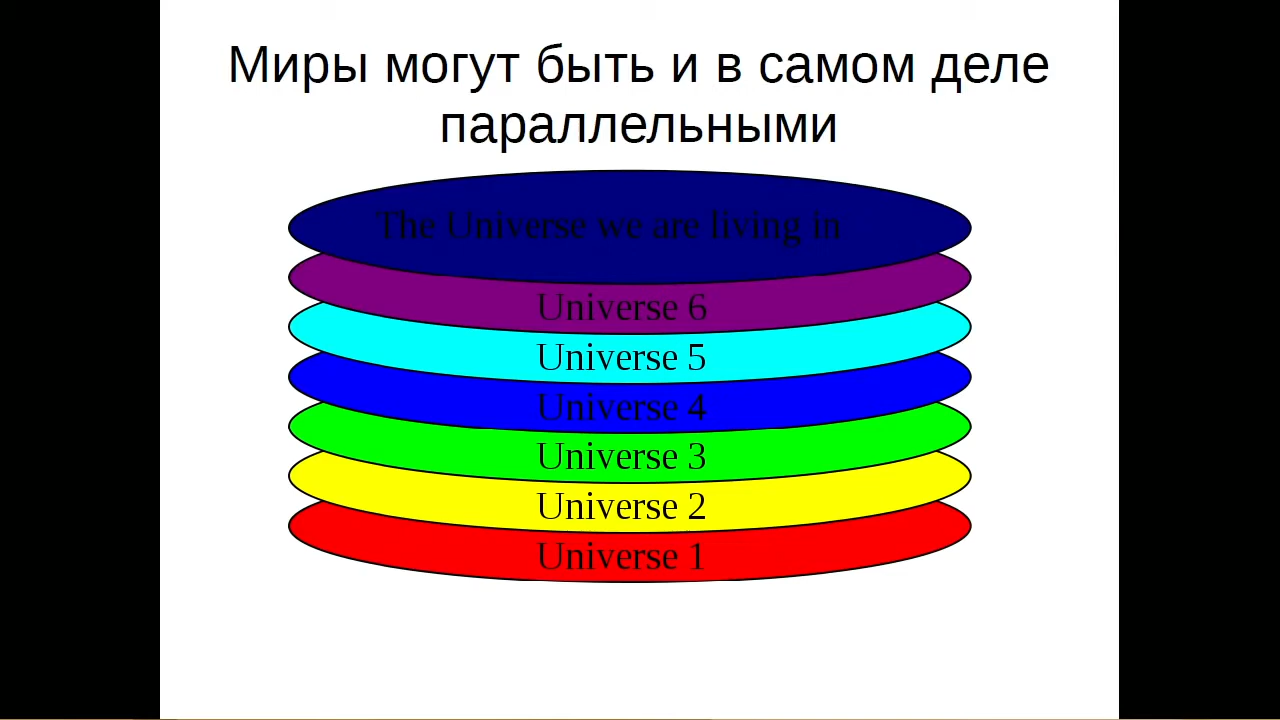 Миры могут быть и в самом деле
параллельными
The Universe we are living in
Universe 6
Universe 5
Universe 4
Universe 3
Universe 2
Universe 1